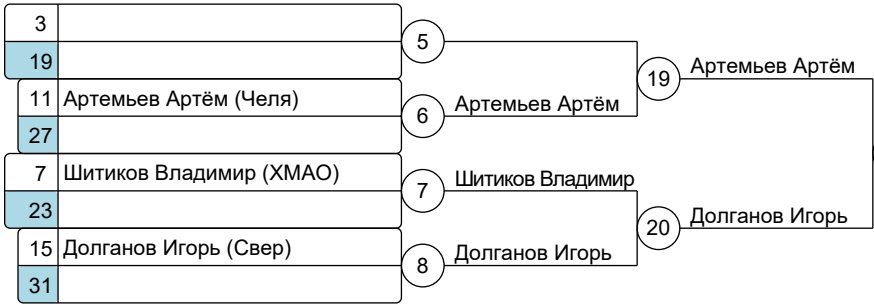 3
19
5
11 Артемьев Артём (Челя)
27
6
Артемьев Артём
19
Артемьев Артём
7 Шитиков Владимир (ХМАО)
23
7
Шитиков Владимир
15 Долганов Игорь (Свер)
31
8
Долганов Игорь
20
Долганов Игорь